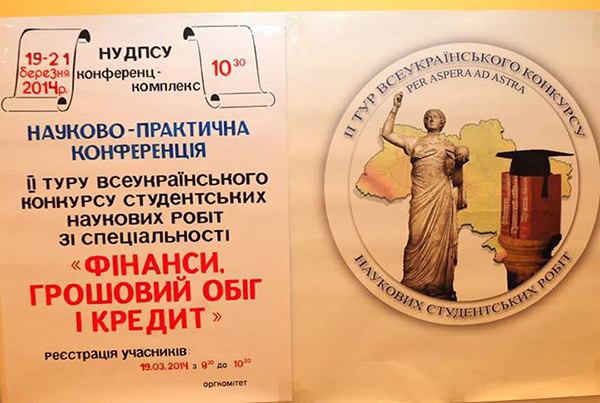 19-21
березня
2014р.
НУДПСУ
конференц-
комплекс
10 30
НАУКОВО-ПРАКТИЧНА
КОНФЕРЕНЦІЯ
ІІ ТУРУ ВСЕУКРАЇНСЬКОГО
КОНКУРСУ СТУДЕНТСЬКИХ
НАУКОВИХ РОБІТ
ЗІ СПЕЦІАЛЬНОСТІ
«ФІНАНСИ,
ГРОШОВИЙ ОБІГ
І КРЕДИТ»
РЕЄСТРАЦІЯ УЧАСНИКІВ:
19.03.2014 з 9 30 до 10 20
оргкомітет
ІІ ТУР ВСЕУКРАЇНСЬКОГО КОНКУРСУ
PER ASPERA AD ASTRA
НАУКОВИХ СТУДЕНТСЬКИХ РОБІТ